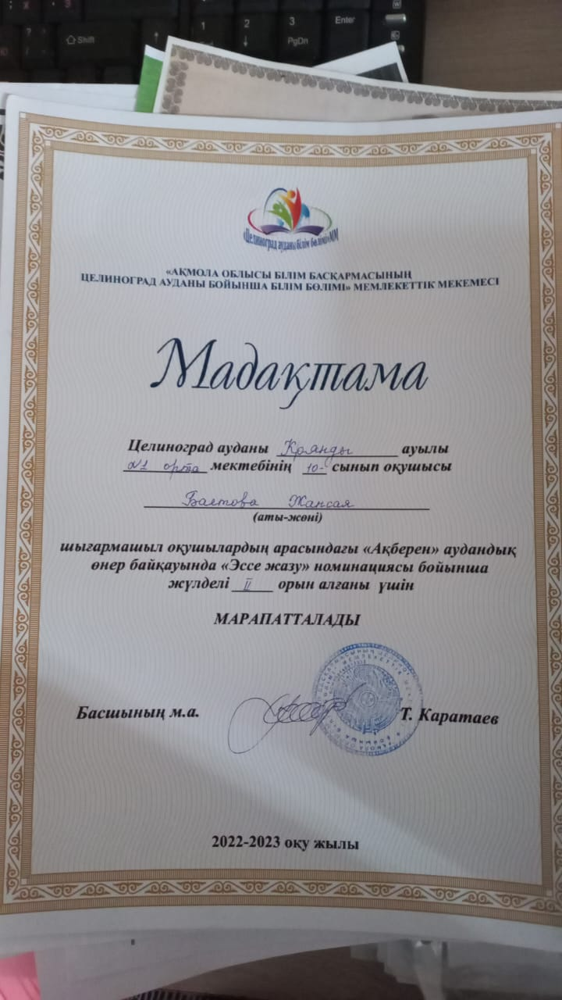 Enter
Shift
1
2
3
PgDn
«Целиноград ауданы білім бөлімі»ММ
«АҚМОЛА ОБЛЫСЫ БІЛІМ БАСҚАРМАСЫНЫҢ
ЦЕЛИНОГРАД АУДАНЫ БОЙЫНША БІЛІМ БӨЛІМІ» МЕМЛЕКЕТТІК МЕКЕМЕСІ
Мадақтама
Целиноград ауданы Қоянды ауылы
№1 орта мектебінің 10- сынып оқушысы
Баетова Жансая
(аты-жөні)
шығармашыл оқушылардың арасындағы «Ақберен» аудандық
өнер байқауында «Эссе жазу» номинациясы бойынша
жүлделі II орын алғаны үшін
МАРАПАТТАЛАДЫ
Басшының м.а.
Т. Каратаев
2022-2023 оқу жылы